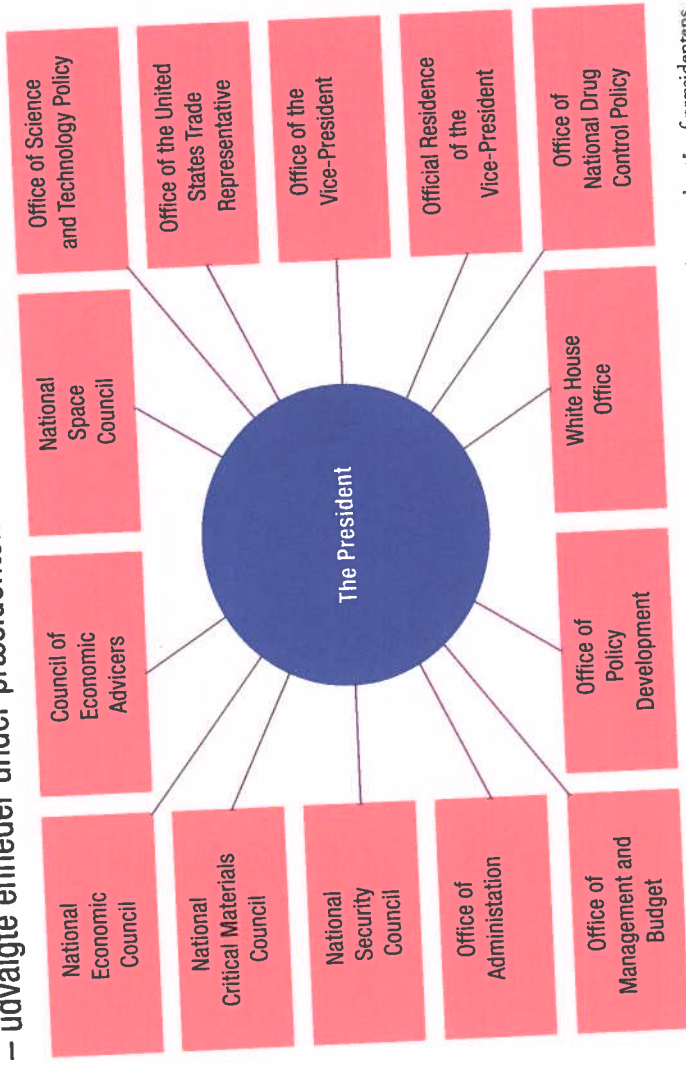 – udvalgte enheder under
National
Economic
Council
Council of
Economic
Advicers
National
Space
Council
Office of Science
and Technology Policy
National
Critical Materials
Council
Office of the United
States Trade
Representative
National
Security
Council
The President
Office of the
Vice-President
Office of
Administation
Official Residence
of the
Vice-President
Office of
Management and
Budget
Office of
Policy
Development
White House
Office
Office of
National Drug
Control Policy